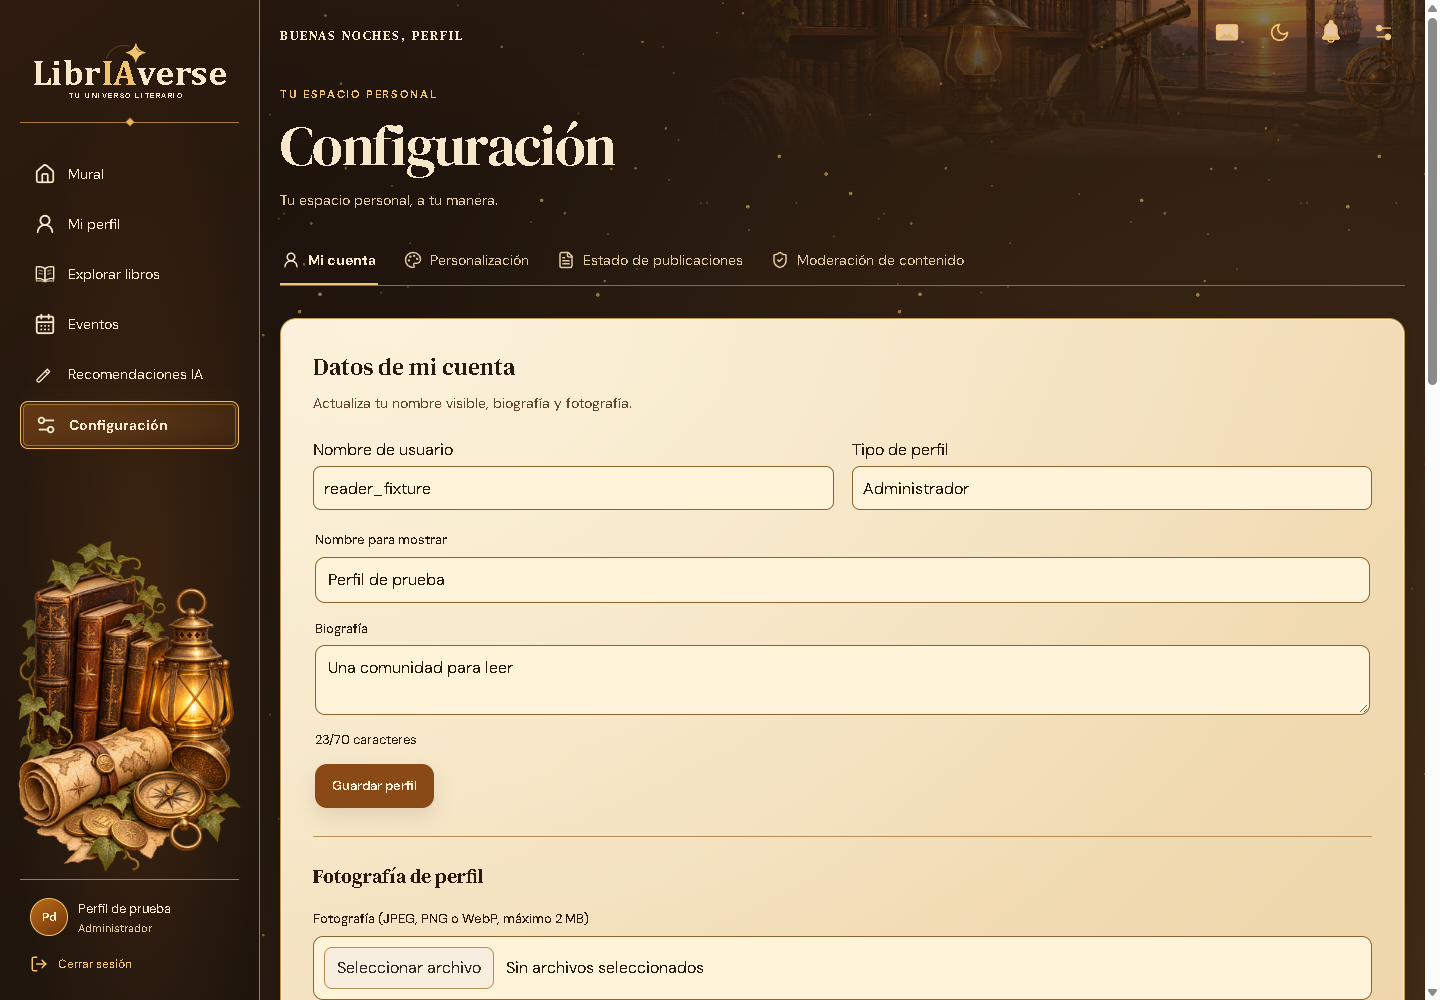 LibrIAverse
TU UNIVERSO LITERARIO
Mural
Mi perfil
Explorar libros
Eventos
Recomendaciones IA
Configuración
Pd
Perfil de prueba
Administrador
Cerrar sesión
BUENAS NOCHES, PERFIL
TU ESPACIO PERSONAL
Configuración
Tu espacio personal, a tu manera.
Mi cuenta
Personalización
Estado de publicaciones
Moderación de contenido
Datos de mi cuenta
Actualiza tu nombre visible, biografía y fotografía.
Nombre de usuario
reader_fixture
Tipo de perfil
Administrador
Nombre para mostrar
Perfil de prueba
Biografía
Una comunidad para leer
23/70 caracteres
Guardar perfil
Fotografía de perfil
Fotografía (JPEG, PNG o WebP, máximo 2 MB)
Seleccionar archivo
Sin archivos seleccionados